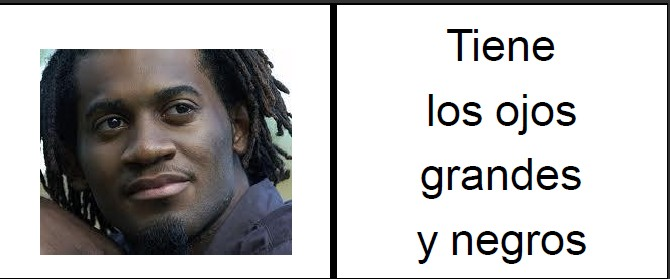 Tiene
los ojos
grandes
y negros